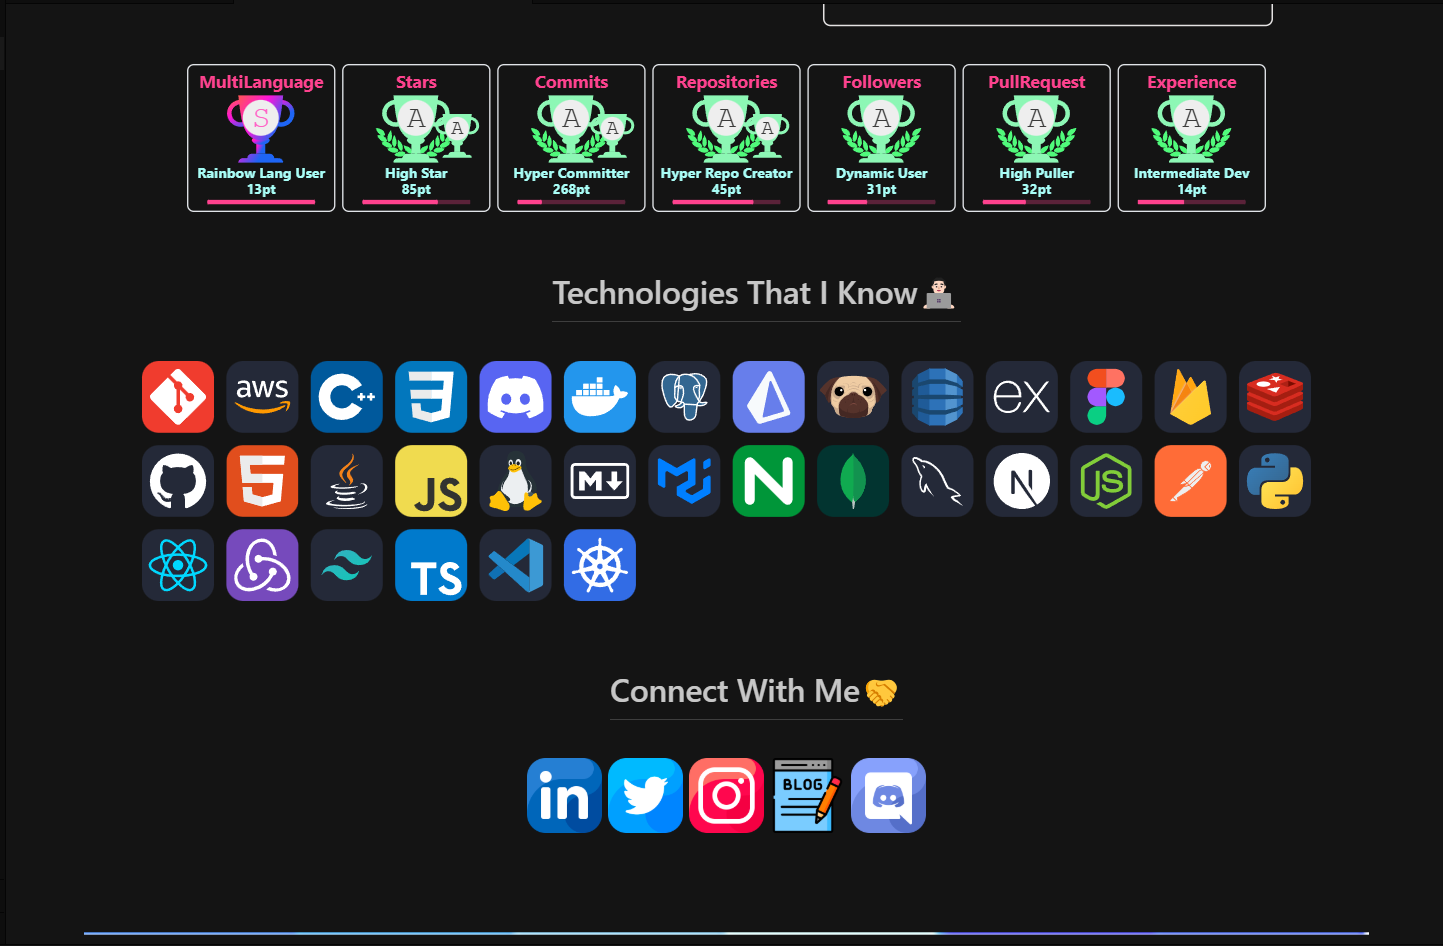 MultiLanguage
S
Rainbow Lang User
13pt
Stars
A
A
High Star
85pt
Commits
A
A
Hyper Committer
268pt
Repositories
A
A
Hyper Repo Creator
45pt
Followers
A
Dynamic User
31pt
PullRequest
A
High Puller
32pt
Experience
A
Intermediate Dev
14pt
Technologies That I Know
aws
C++
3
ex
5
JS
M
N
N
JS
TS
Connect With Me
in
BLOG